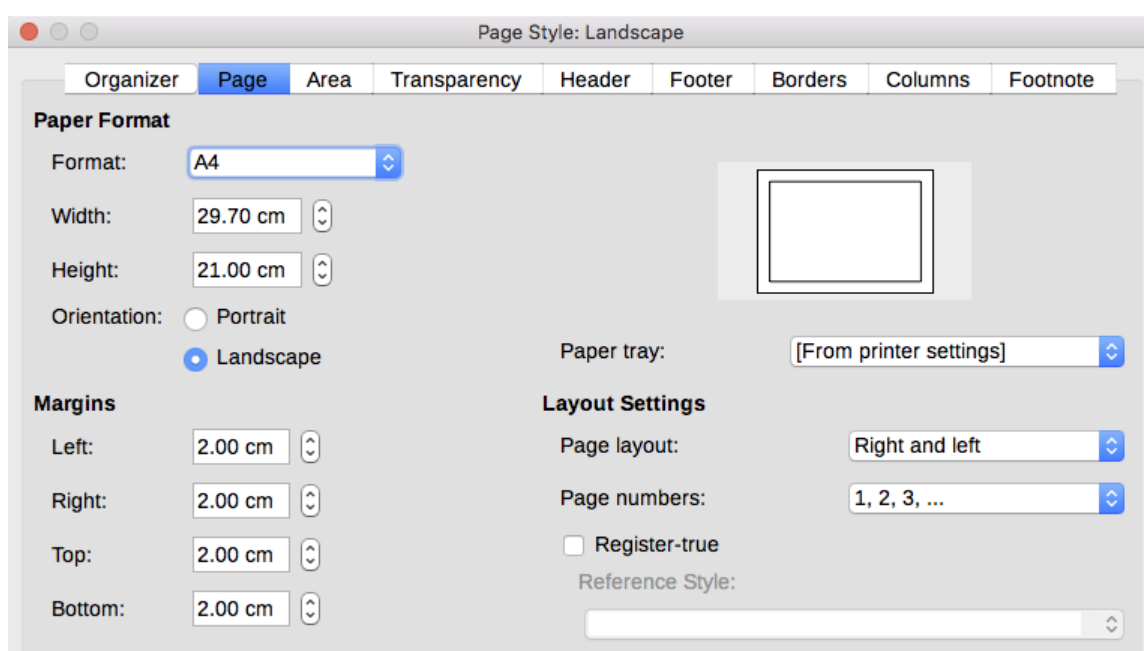 Page Style: Landscape
Organizer Page Area Transparency Header Footer Borders Columns Footnote
Paper Format
Format: A4
Width: 29.70 cm
Height: 21.00 cm
Orientation: Portrait
Landscape
Paper tray: [From printer settings]
Margins
Left: 2.00 cm
Right: 2.00 cm
Top: 2.00 cm
Bottom: 2.00 cm
Layout Settings
Page layout: Right and left
Page numbers: 1, 2, 3, ...
Register-true
Reference Style: